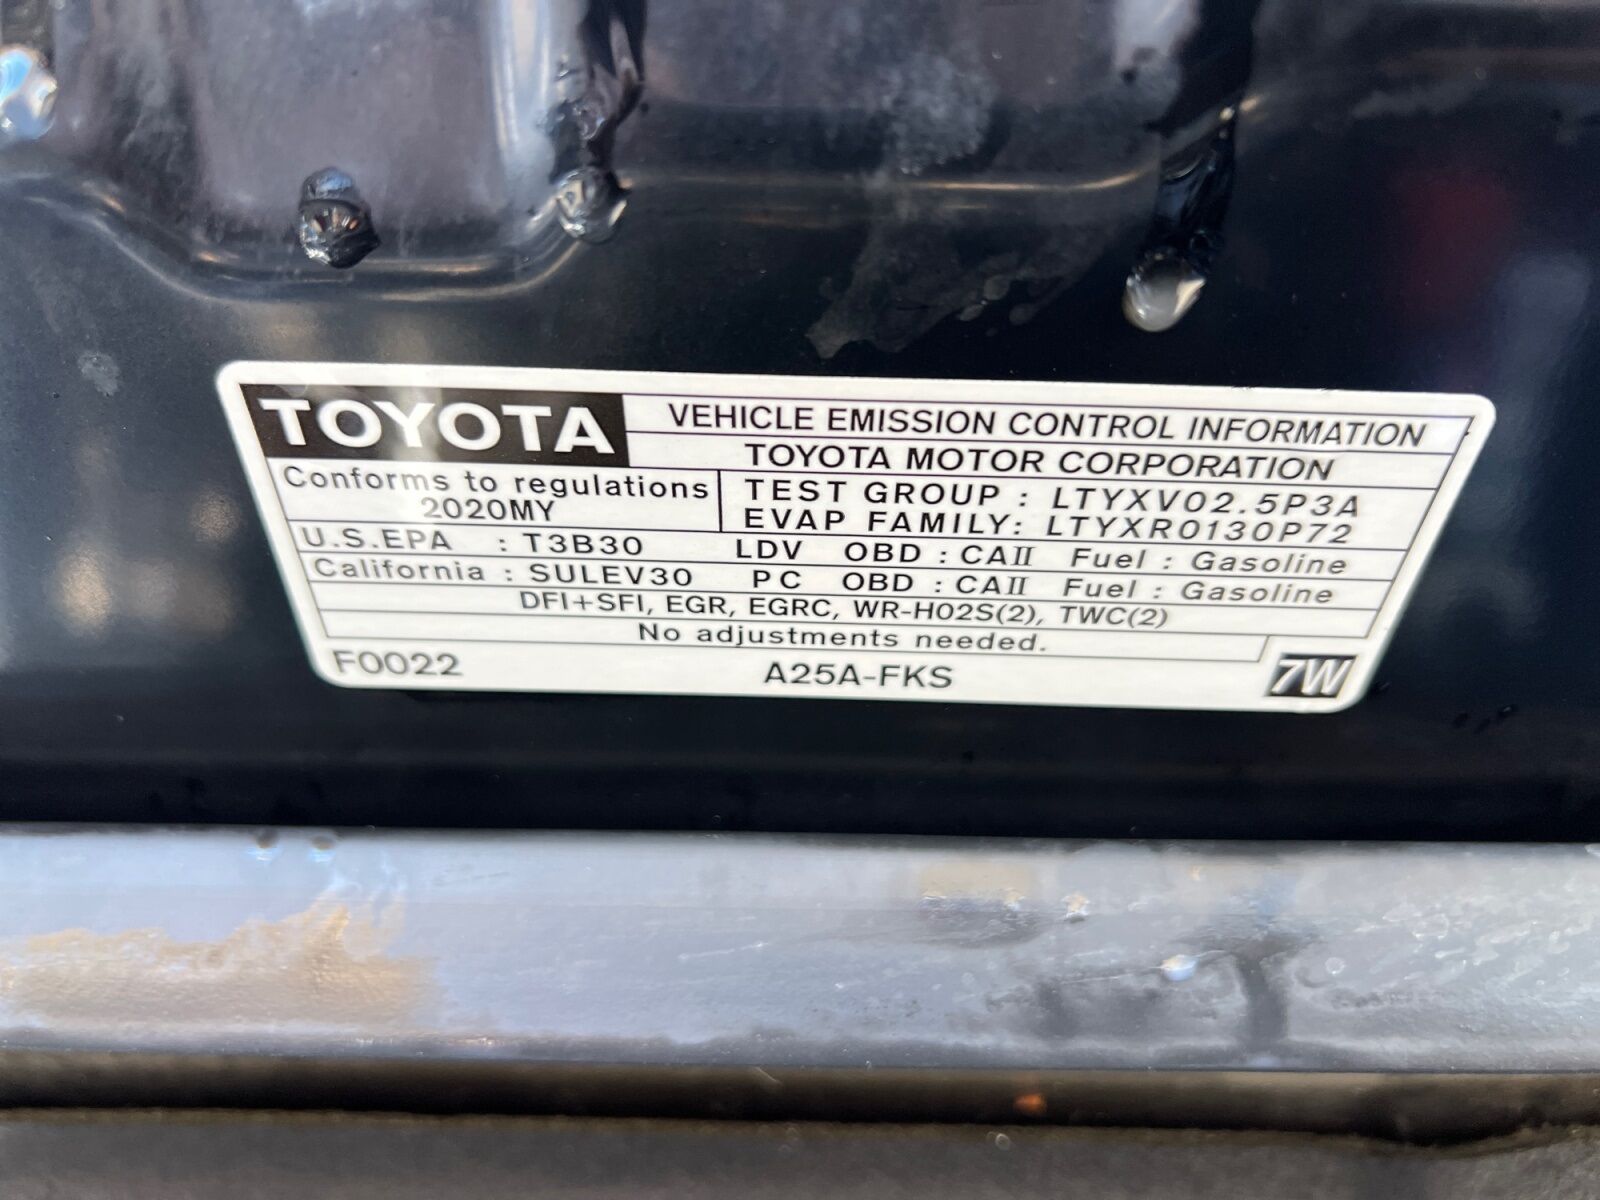 TOYOTA
VEHICLE EMISSION CONTROL INFORMATION
TOYOTA MOTOR CORPORATION
Conforms to regulations
2020MY
TEST GROUP : LTYXV02.5P3A
EVAP FAMILY: LTYXR0130P72
U.S.EPA : T3B30 LDV OBD : CAII Fuel : Gasoline
California : SULEV30 PC OBD : CAII Fuel : Gasoline
DFI+SFI, EGR, EGRC, WR-HO2S(2), TWC(2)
No adjustments needed.
F0022 A25A-FKS 7W